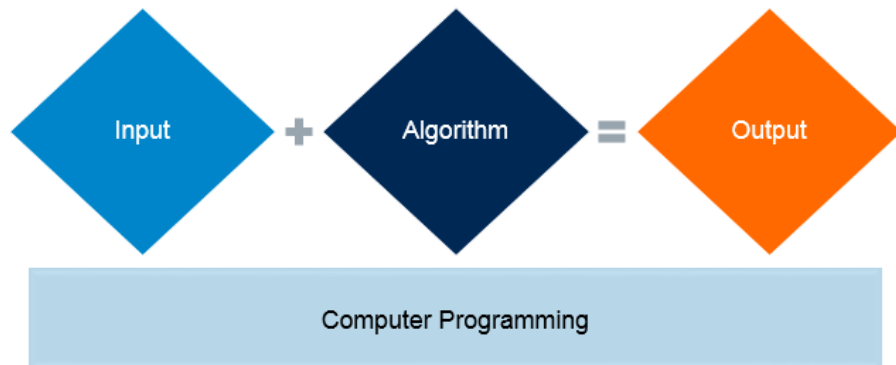 Input + Algorithm = Output
Computer Programming